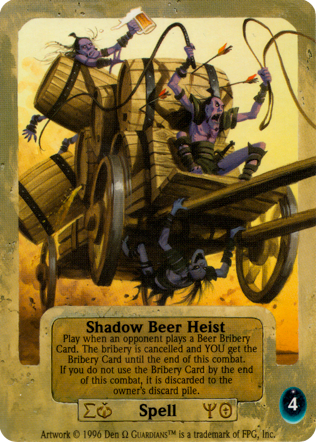 Shadow Beer Heist
Play when an opponent plays a Beer Bribery
Card. The bribery is cancelled and YOU get the
Bribery Card until the end of this combat.
If you do not use the Bribery Card by the end
of this combat, it is discarded to the
owner's discard pile.
Spell
4
Artwork © 1996 Den Ω GUARDIANS™ is a trademark of FPG, Inc.